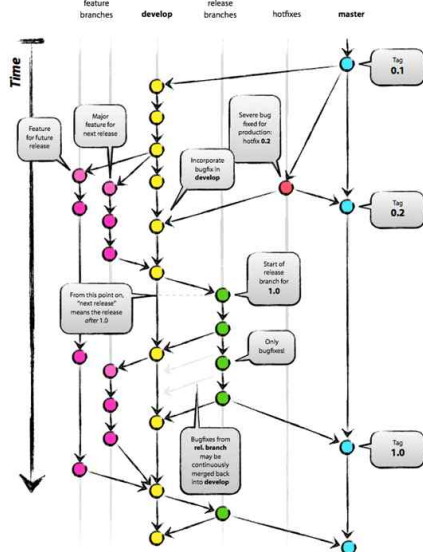 feature
branches
develop
release
branches
hotfixes
master
Time
Tag
0.1
Major
feature for
next release
Feature
for future
release
Severe bug
fixed for
production:
hotfix 0.2
Incorporate
bugfix in
develop
Tag
0.2
Start of
release
branch for
1.0
From this point on,
"next release"
means the release
after 1.0
Only
bugfixes!
Bugfixes from
rel. branch
may be
continuously
merged back
into develop
Tag
1.0